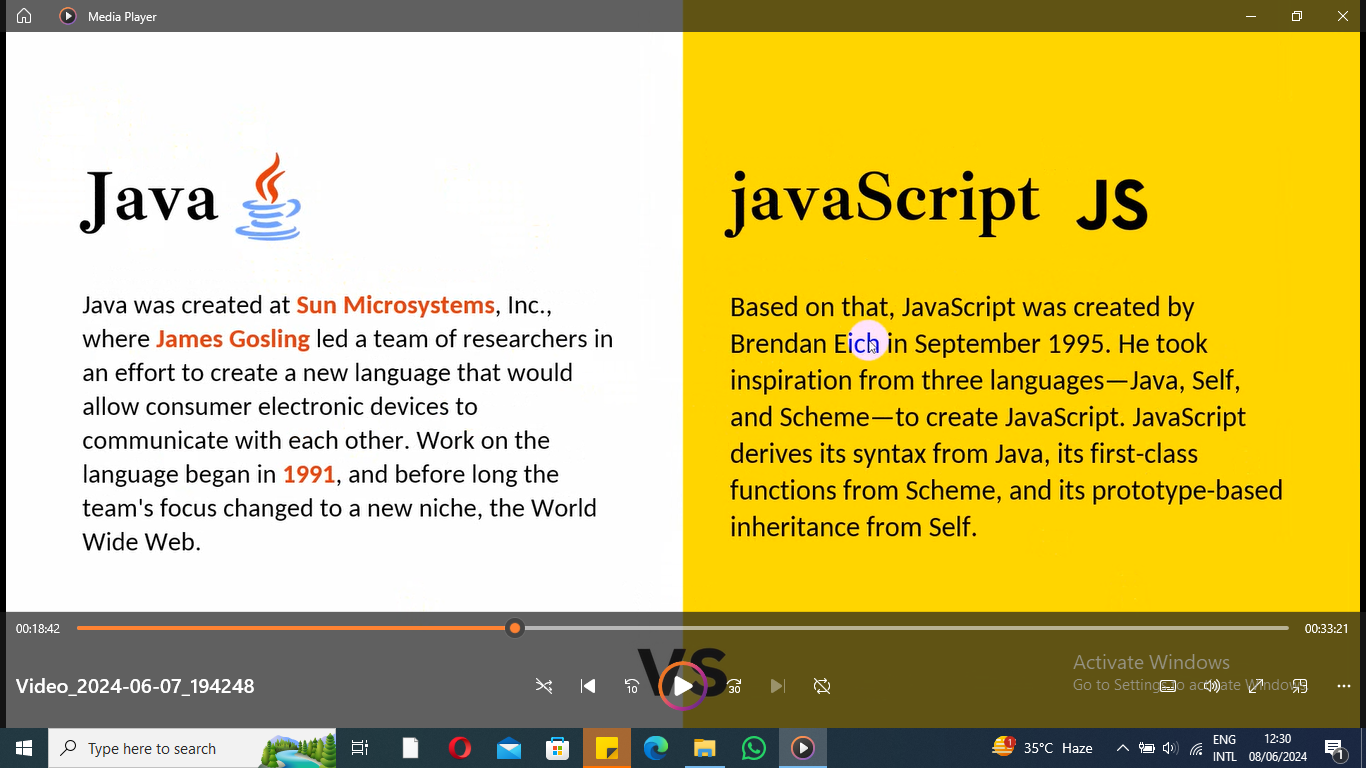 Media Player
Java
Java was created at Sun Microsystems, Inc.,
where James Gosling led a team of researchers in
an effort to create a new language that would
allow consumer electronic devices to
communicate with each other. Work on the
language began in 1991, and before long the
team's focus changed to a new niche, the World
Wide Web.
javaScript JS
Based on that, JavaScript was created by
Brendan Eich in September 1995. He took
inspiration from three languages—Java, Self,
and Scheme—to create JavaScript. JavaScript
derives its syntax from Java, its first-class
functions from Scheme, and its prototype-based
inheritance from Self.
00:18:42
00:33:21
VS
Video_2024-06-07_194248
10
30
Activate Windows
Go to Settings to activate Windows.
Type here to search
1
35°C Haze
ENG
INTL
12:30
08/06/2024
1